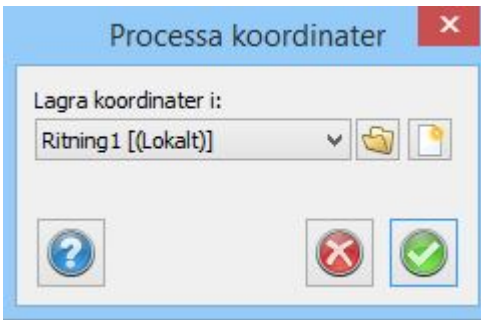 Processa koordinater
Lagra koordinater i:
Ritning1 [(Lokalt)]